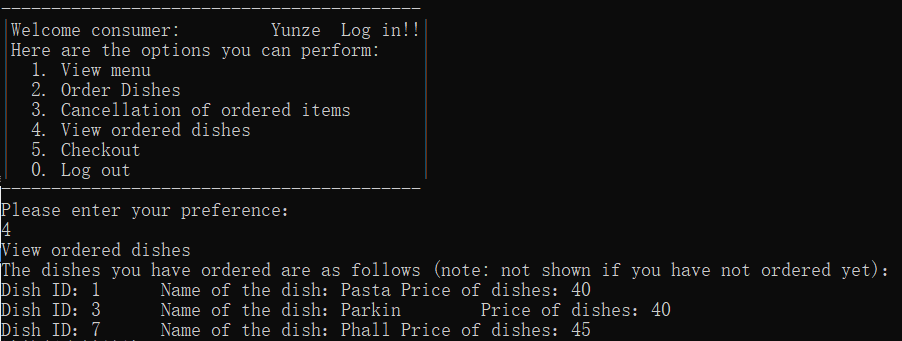 ------------------------------------------
|Welcome consumer:         Yunze  Log in!!|
|Here are the options you can perform:    |
|  1. View menu                           |
|  2. Order Dishes                        |
|  3. Cancellation of ordered items       |
|  4. View ordered dishes                 |
|  5. Checkout                            |
|  0. Log out                             |
------------------------------------------
Please enter your preference:
4
View ordered dishes
The dishes you have ordered are as follows (note: not shown if you have not ordered yet):
Dish ID: 1      Name of the dish: Pasta Price of dishes: 40
Dish ID: 3      Name of the dish: Parkin        Price of dishes: 40
Dish ID: 7      Name of the dish: Phall Price of dishes: 45